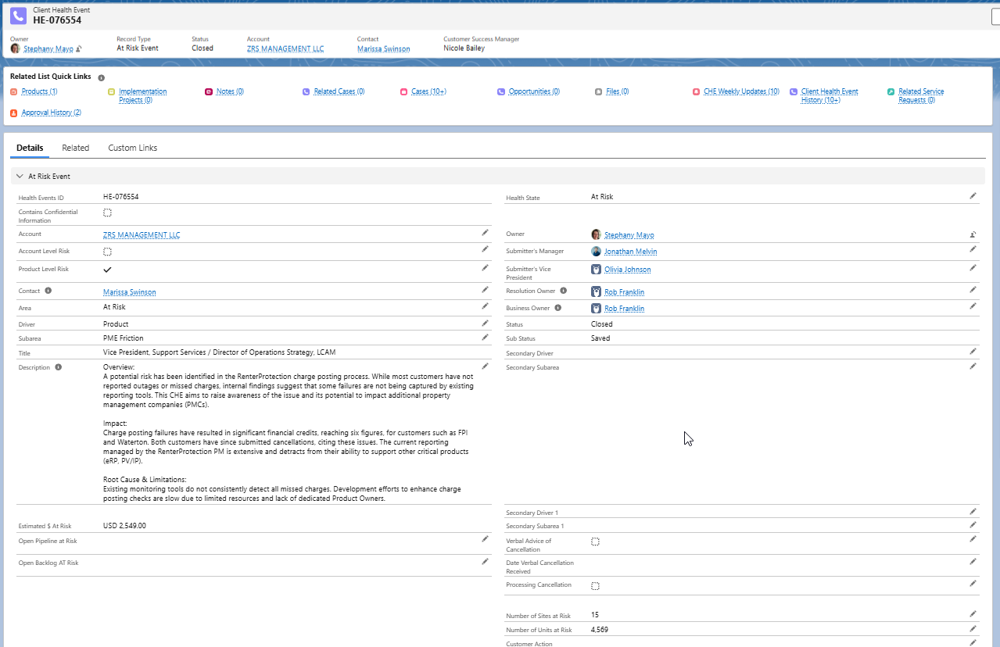 Client Health Event
HE-076554
Owner
Stephany Mayo
Record Type
At Risk Event
Status
Closed
Account
ZRS MANAGEMENT LLC
Contact
Marissa Swinson
Customer Success Manager
Nicole Bailey
Related List Quick Links
Products (1)
Implementation
Projects (0)
Notes (0)
Related Cases (0)
Cases (10+)
Opportunities (0)
Files (0)
CHE Weekly Updates (10)
Client Health Event
History (10+)
Related Service
Requests (0)
Approval History (2)
Details
Related
Custom Links
At Risk Event
Health Events ID
HE-076554
Health State
At Risk
Contains Confidential
Information
Account
ZRS MANAGEMENT LLC
Owner
Stephany Mayo
Account Level Risk
Submitter's Manager
Jonathan Melvin
Product Level Risk
Submitter's Vice
President
Olivia Johnson
Contact
Marissa Swinson
Resolution Owner
Rob Franklin
Area
At Risk
Business Owner
Rob Franklin
Driver
Product
Status
Closed
Subarea
PME Friction
Sub Status
Saved
Title
Vice President, Support Services / Director of Operations Strategy, LCAM
Secondary Driver
Description
Overview:
A potential risk has been identified in the RenterProtection charge posting process. While most customers have not
reported outages or missed charges, internal findings suggest that some failures are not being captured by existing
reporting tools. This CHE aims to raise awareness of the issue and its potential to impact additional property
management companies (PMCs).
Impact:
Charge posting failures have resulted in significant financial credits, reaching six figures, for customers such as FPI
and Waterton. Both customers have since submitted cancellations, citing these issues. The current reporting
managed by the RenterProtection PM is extensive and detracts from their ability to support other critical products
(eRP, PV/IP).
Root Cause & Limitations:
Existing monitoring tools do not consistently detect all missed charges. Development efforts to enhance charge
posting checks are slow due to limited resources and lack of dedicated Product Owners.
Secondary Subarea
Secondary Driver 1
Estimated $ At Risk
USD 2,549.00
Secondary Subarea 1
Open Pipeline at Risk
Verbal Advice of
Cancellation
Open Backlog AT Risk
Date Verbal Cancellation
Received
Processing Cancellation
Number of Sites at Risk
15
Number of Units at Risk
4,569
Customer Action